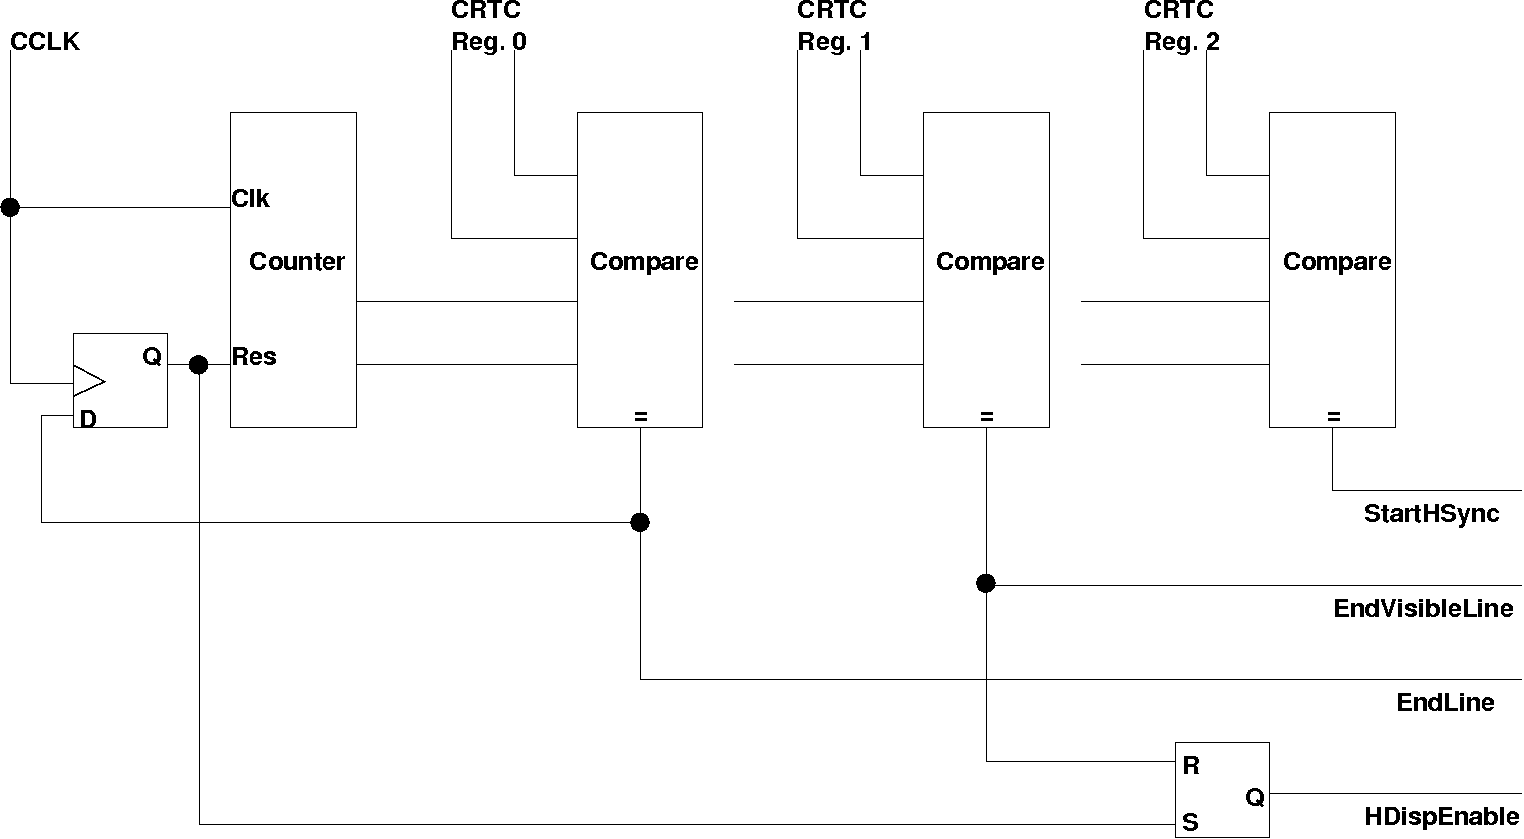 CCLK
CRTC
Reg. 0
CRTC
Reg. 1
CRTC
Reg. 2
Clk
Counter
Res
Compare
=
Compare
=
Compare
=
Q
D
StartHSync
EndVisibleLine
EndLine
R
Q
S
HDispEnable